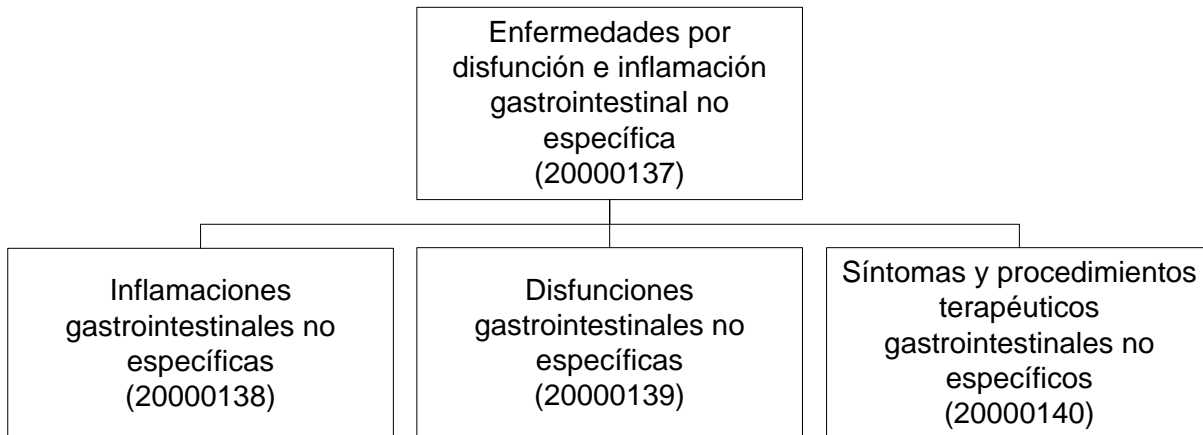 Enfermedades por
disfunción e inflamación
gastrointestinal no
específica
(20000137)
Inflamaciones
gastrointestinales no
específicas
(20000138)
Disfunciones
gastrointestinales no
específicas
(20000139)
Síntomas y procedimientos
terapéuticos
gastrointestinales no
específicos
(20000140)